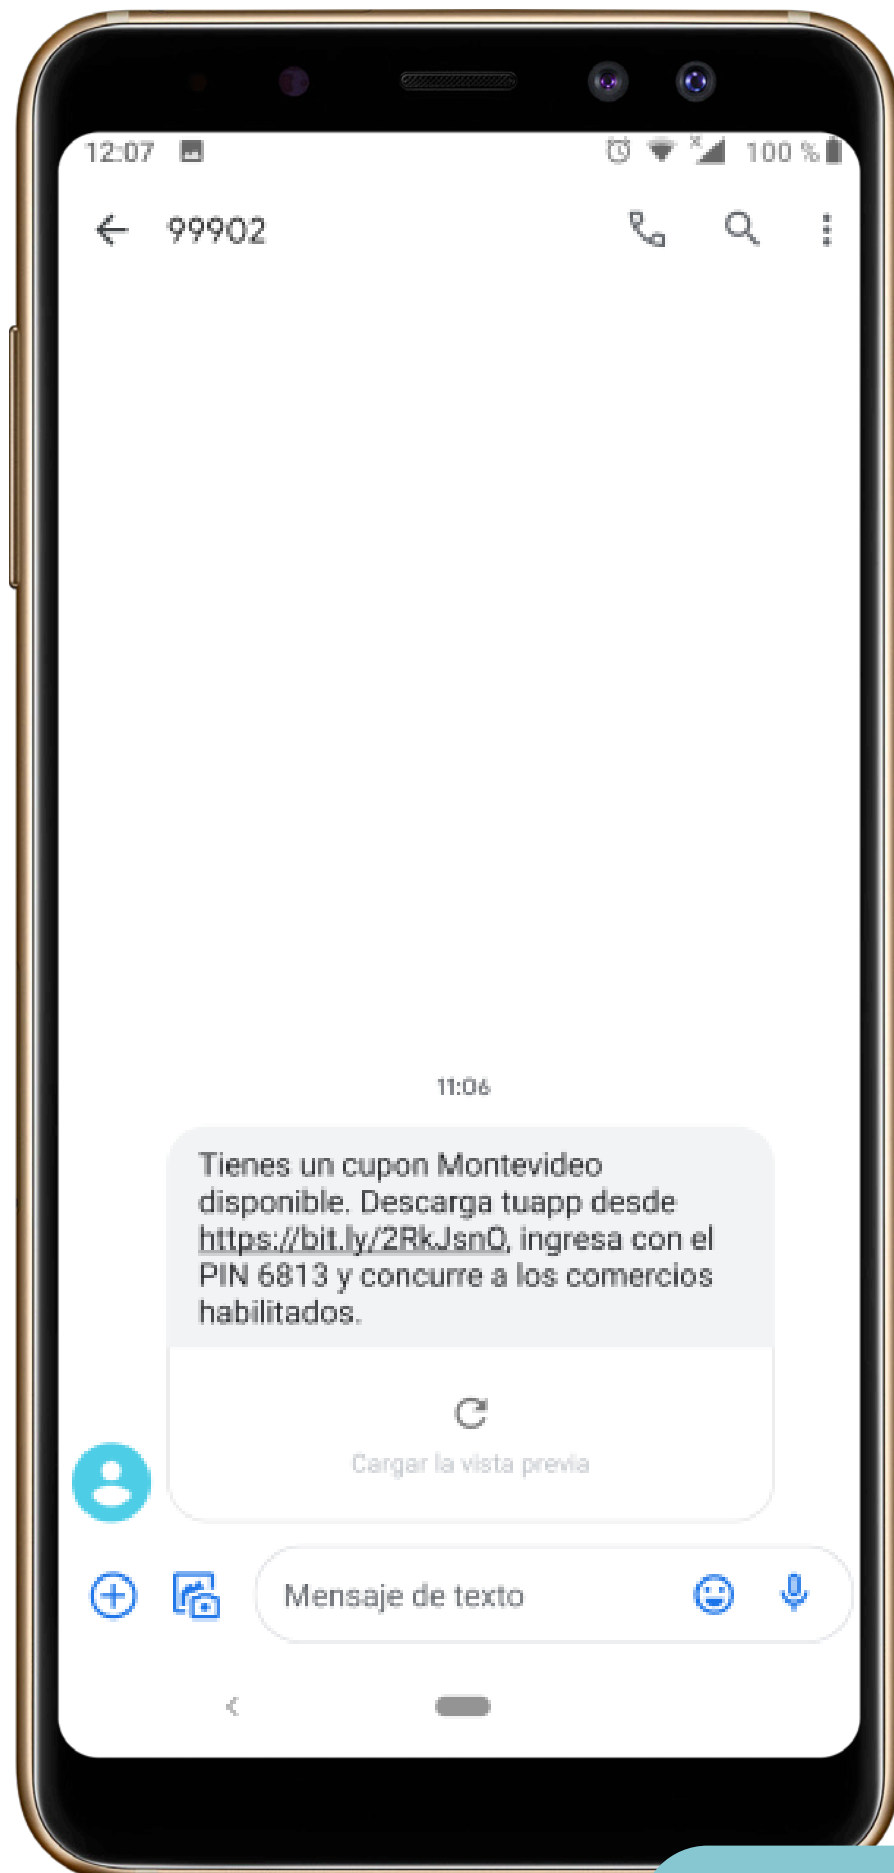 12:07 100 %
99902
11:06
Tienes un cupon Montevideo
disponible. Descarga tuapp desde
https://bit.ly/2RkJsnO, ingresa con el
PIN 6813 y concurre a los comercios
habilitados.
Cargar la vista previa
Mensaje de texto